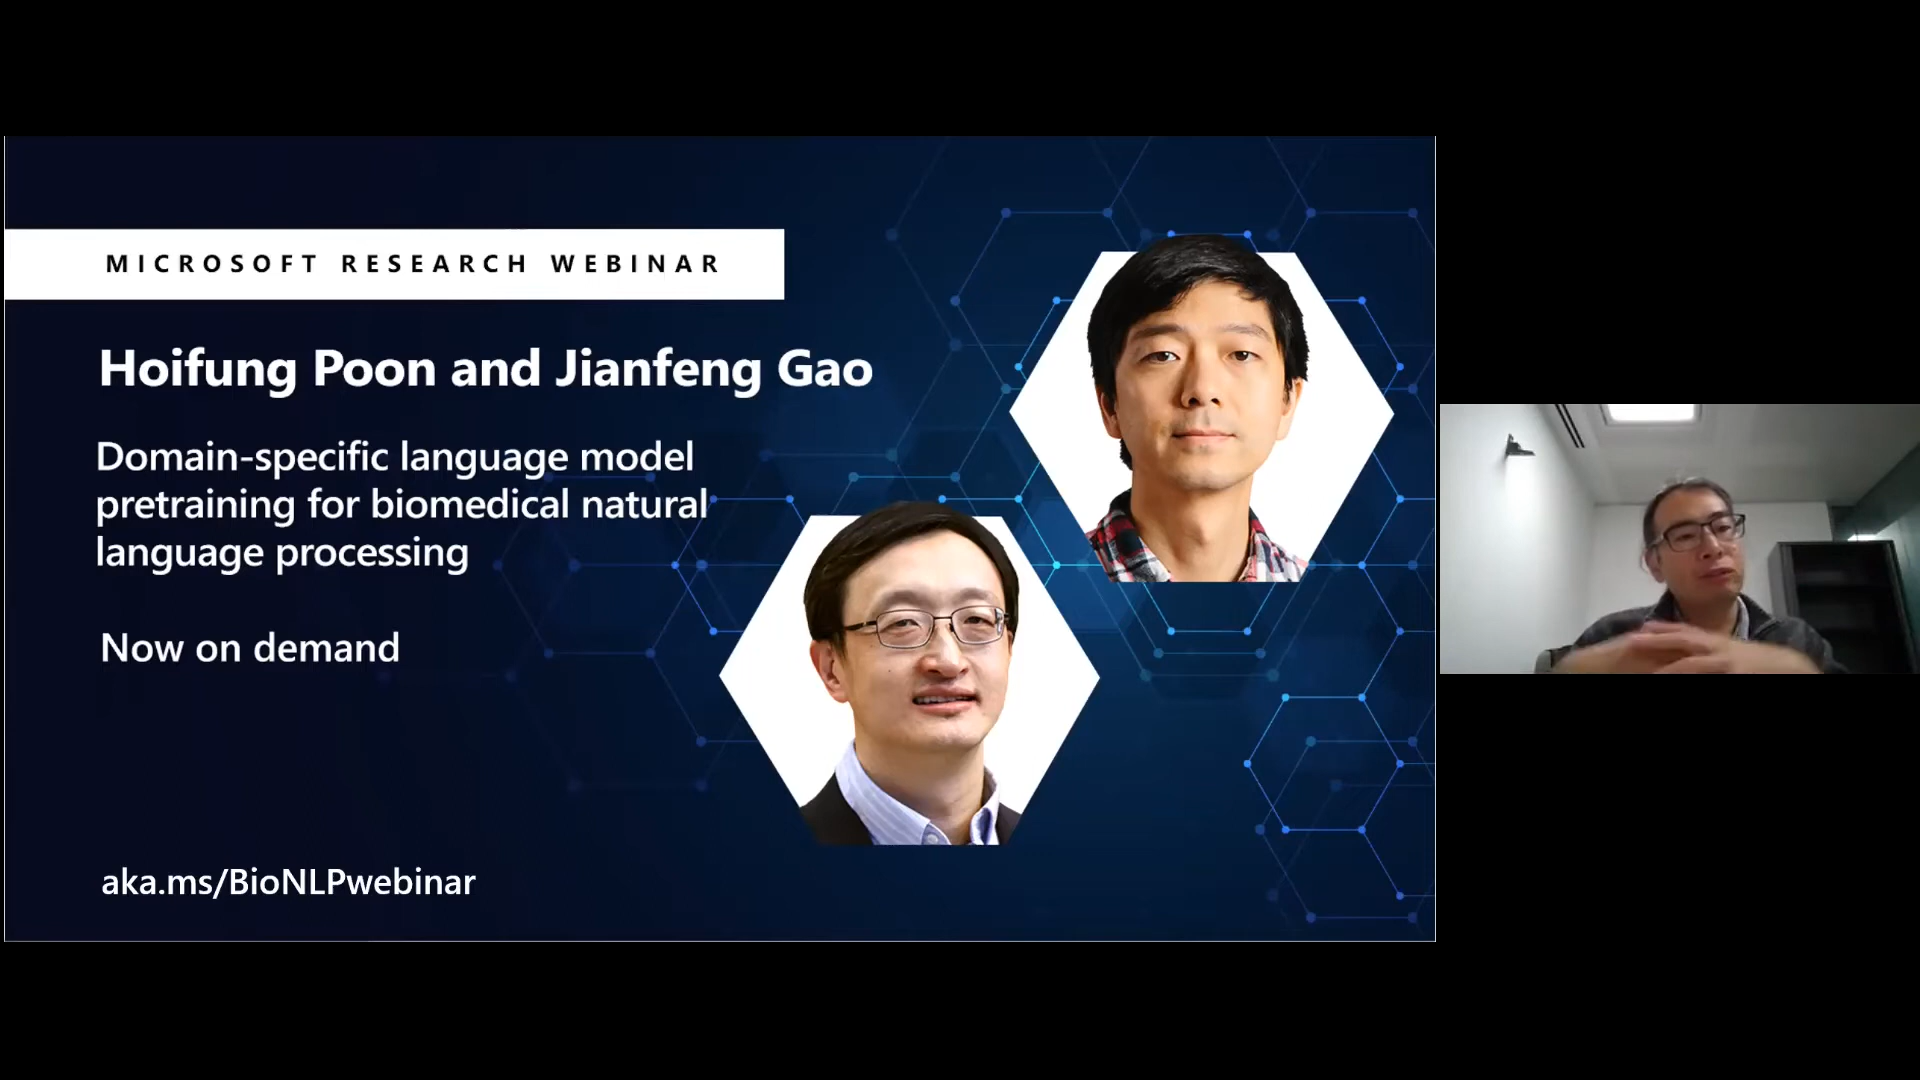 MICROSOFT RESEARCH WEBINAR
Hoifung Poon and Jianfeng Gao
Domain-specific language model
pretraining for biomedical natural
language processing
Now on demand
aka.ms/BioNLPwebinar